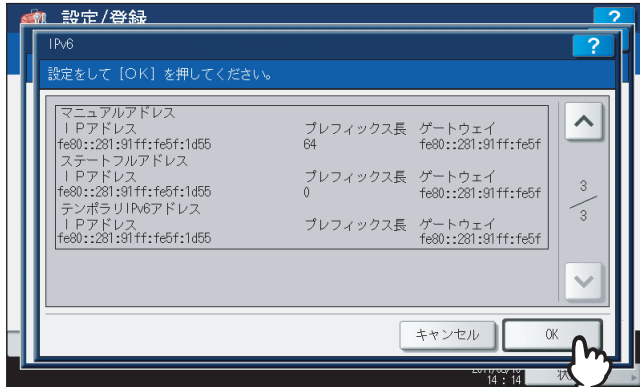 設定/登録
?
IPv6
?
設定をして [OK] を押してください。
マニュアルアドレス
IPアドレス プレフィックス長 ゲートウェイ
fe80::281:91ff:fe5f:1d55 64 fe80::281:91ff:fe5f
ステートフルアドレス
IPアドレス プレフィックス長 ゲートウェイ
fe80::281:91ff:fe5f:1d55 0 fe80::281:91ff:fe5f
テンポラリIPv6アドレス
IPアドレス プレフィックス長 ゲートウェイ
fe80::281:91ff:fe5f:1d55 fe80::281:91ff:fe5f
3
3
キャンセル OK
14:14